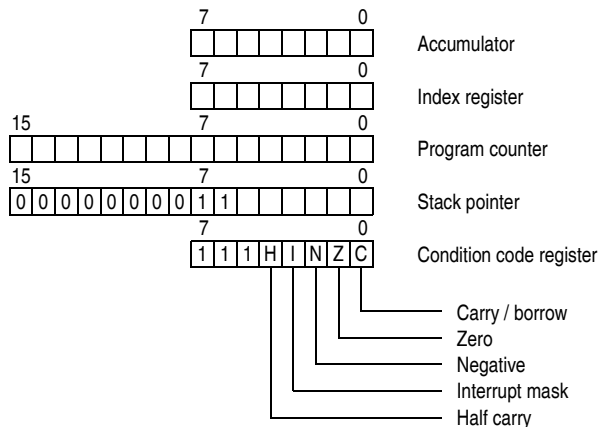 7 0
Accumulator
7 0
Index register
15 7 0
Program counter
15 7 0
0 0 0 0 0 0 0 0 1 1 Stack pointer
7 0
1 1 1 H I N Z C Condition code register
Carry / borrow
Zero
Negative
Interrupt mask
Half carry